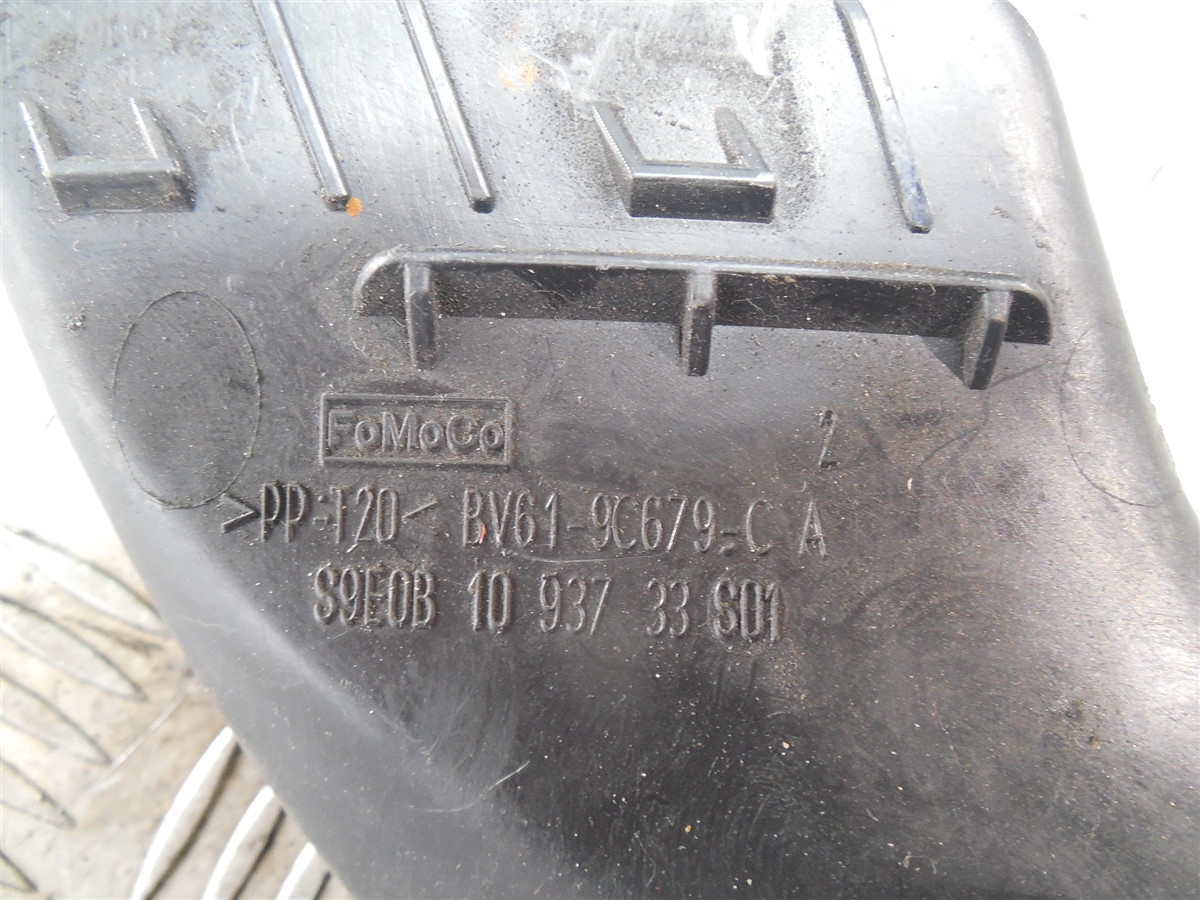 FoMoCo
2
>PP-T20< BV61-9C679-C A
S9E0B 10 937 33 S01